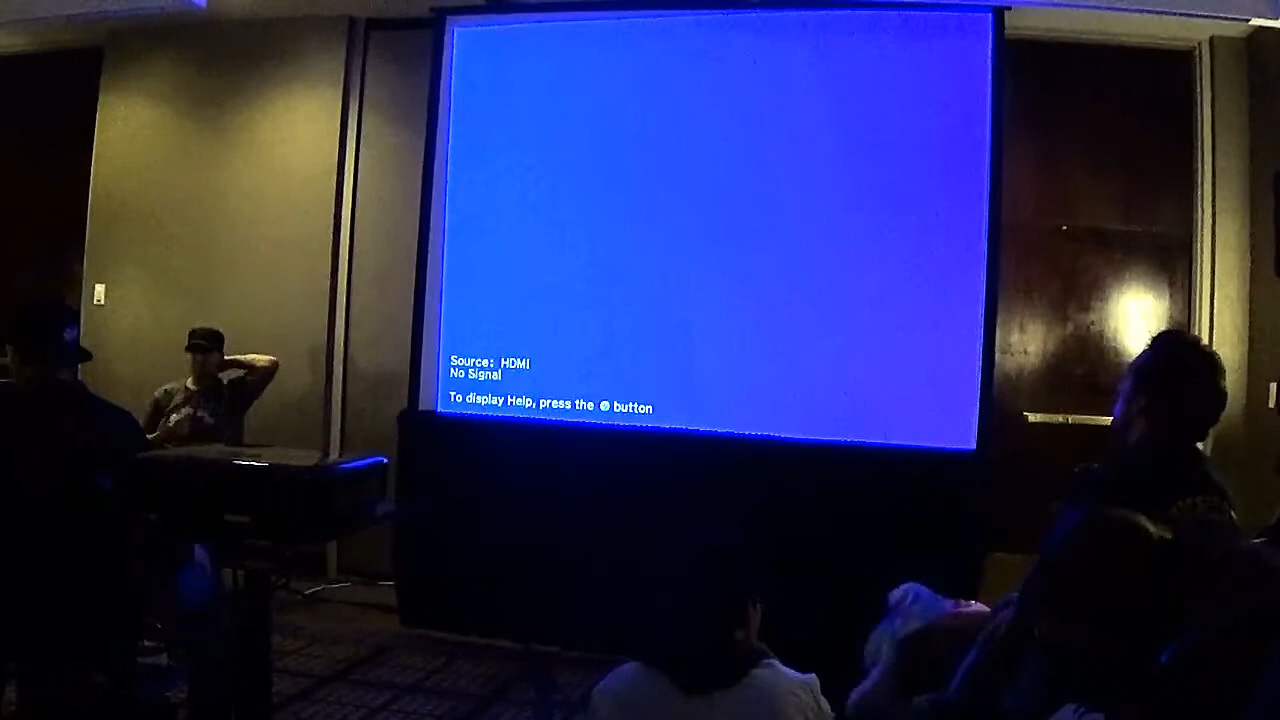 Source: HDMI
No Signal
To display Help, press the button